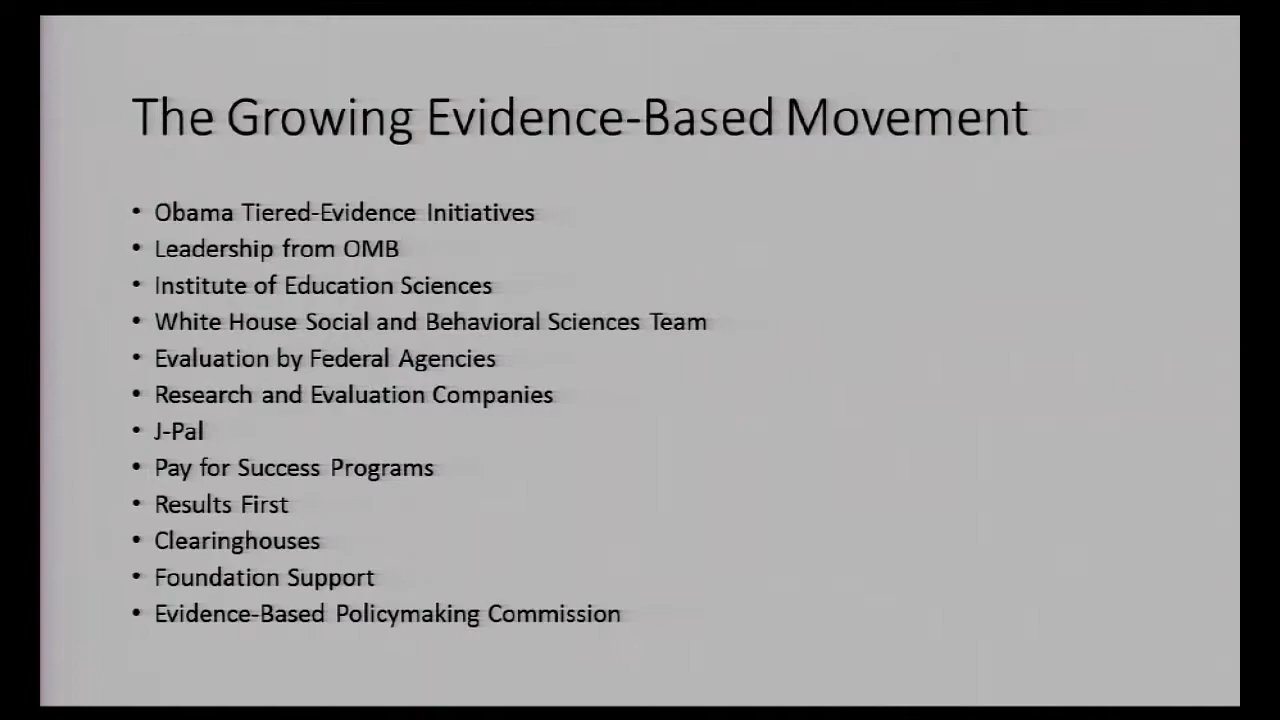 The Growing Evidence-Based Movement
• Obama Tiered-Evidence Initiatives
• Leadership from OMB
• Institute of Education Sciences
• White House Social and Behavioral Sciences Team
• Evaluation by Federal Agencies
• Research and Evaluation Companies
• J-Pal
• Pay for Success Programs
• Results First
• Clearinghouses
• Foundation Support
• Evidence-Based Policymaking Commission